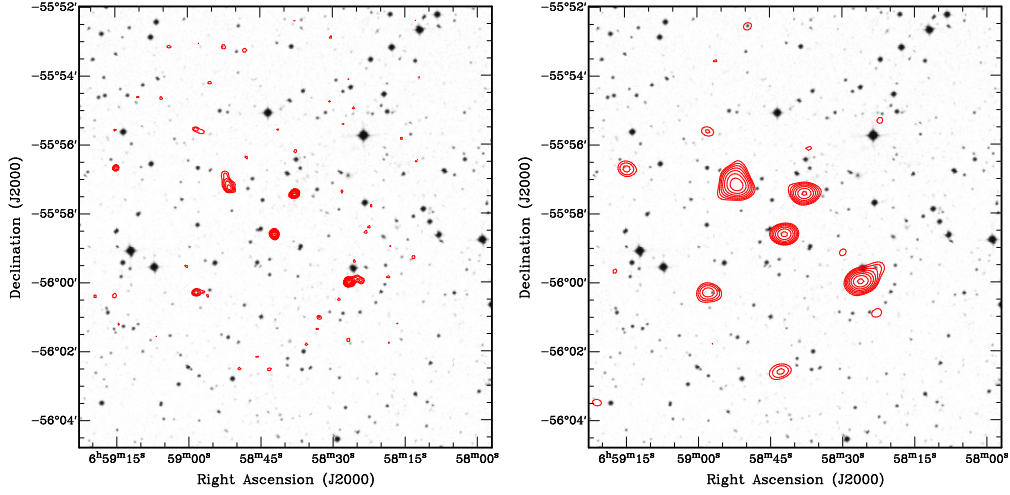 −55°52′
−55°54′
−55°56′
−55°58′
−56°00′
−56°02′
−56°04′
Declination (J2000)
6ʰ59ᵐ15ˢ 59ᵐ00ˢ 58ᵐ45ˢ 58ᵐ30ˢ 58ᵐ15ˢ 58ᵐ00ˢ
Right Ascension (J2000)
−55°52′
−55°54′
−55°56′
−55°58′
−56°00′
−56°02′
−56°04′
Declination (J2000)
6ʰ59ᵐ15ˢ 59ᵐ00ˢ 58ᵐ45ˢ 58ᵐ30ˢ 58ᵐ15ˢ 58ᵐ00ˢ
Right Ascension (J2000)